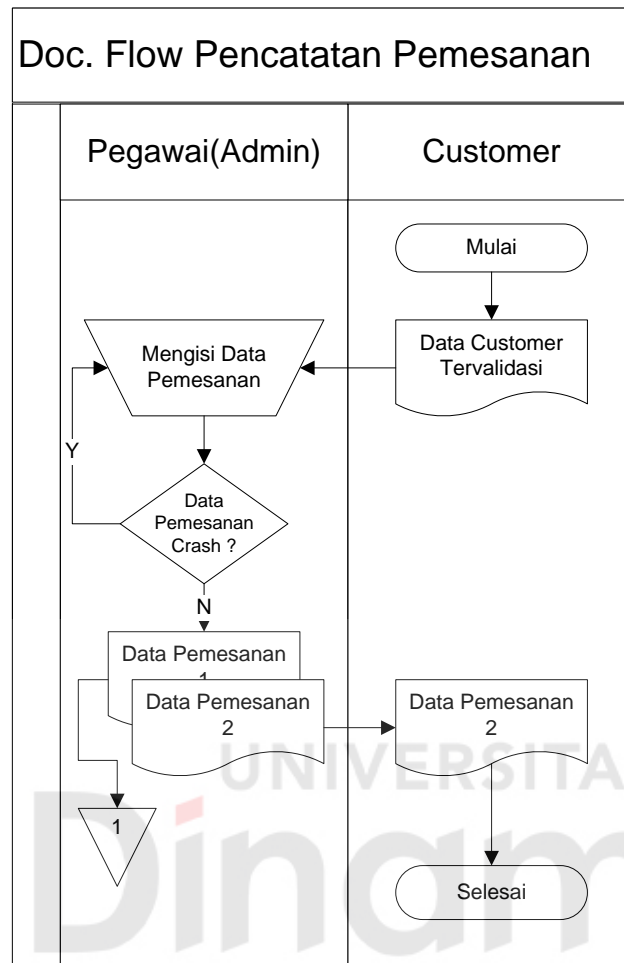 Doc. Flow Pencatatan Pemesanan
Pegawai(Admin)
Customer
Mulai
Data Customer
Tervalidasi
Mengisi Data
Pemesanan
Y
Data
Pemesanan
Crash ?
N
Data Pemesanan
1
Data Pemesanan
2
Data Pemesanan
2
1
Selesai
UNIVERSITA
Dinam